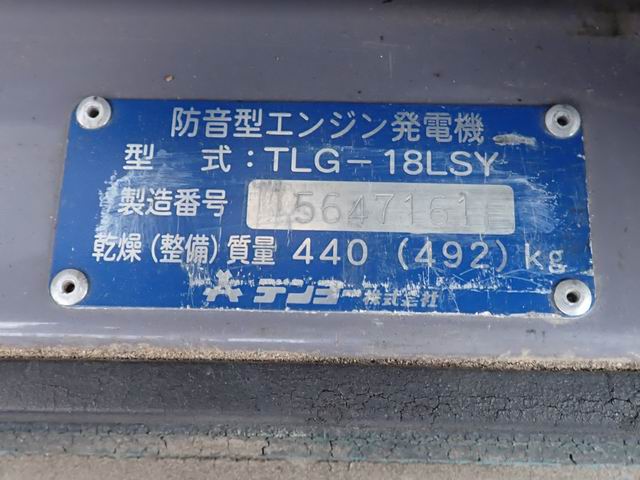 防音型エンジン発電機
型式：TLG－18LSY
製造番号 15647161
乾燥（整備）質量 440（492）kg
デンヨー株式会社